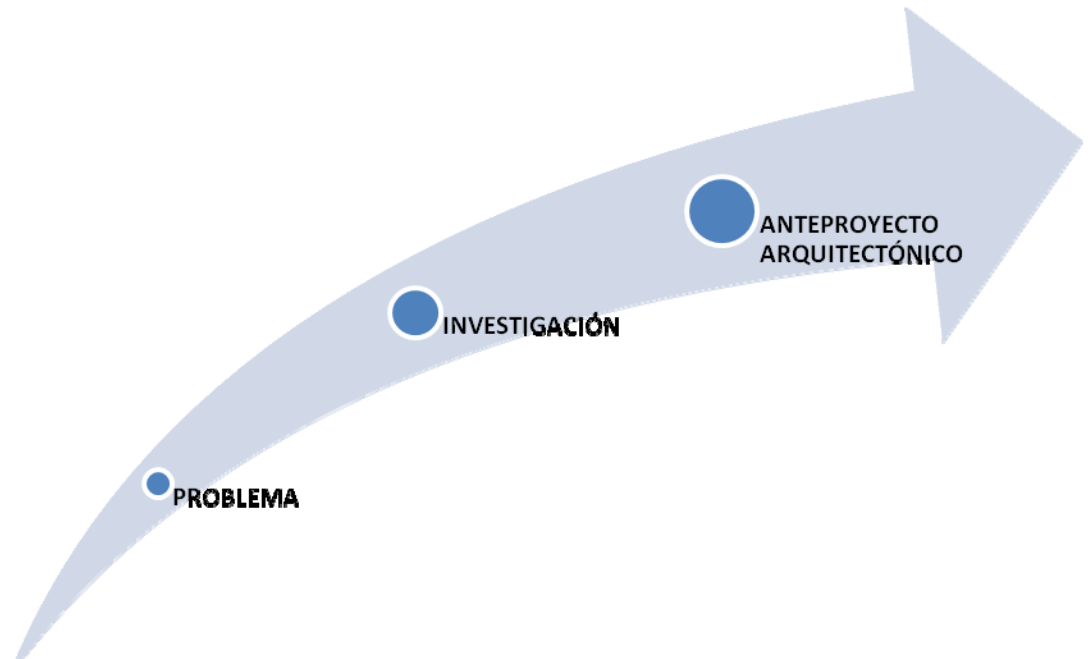 ANTEPROYECTO
ARQUITECTÓNICO
INVESTIGACIÓN
PROBLEMA